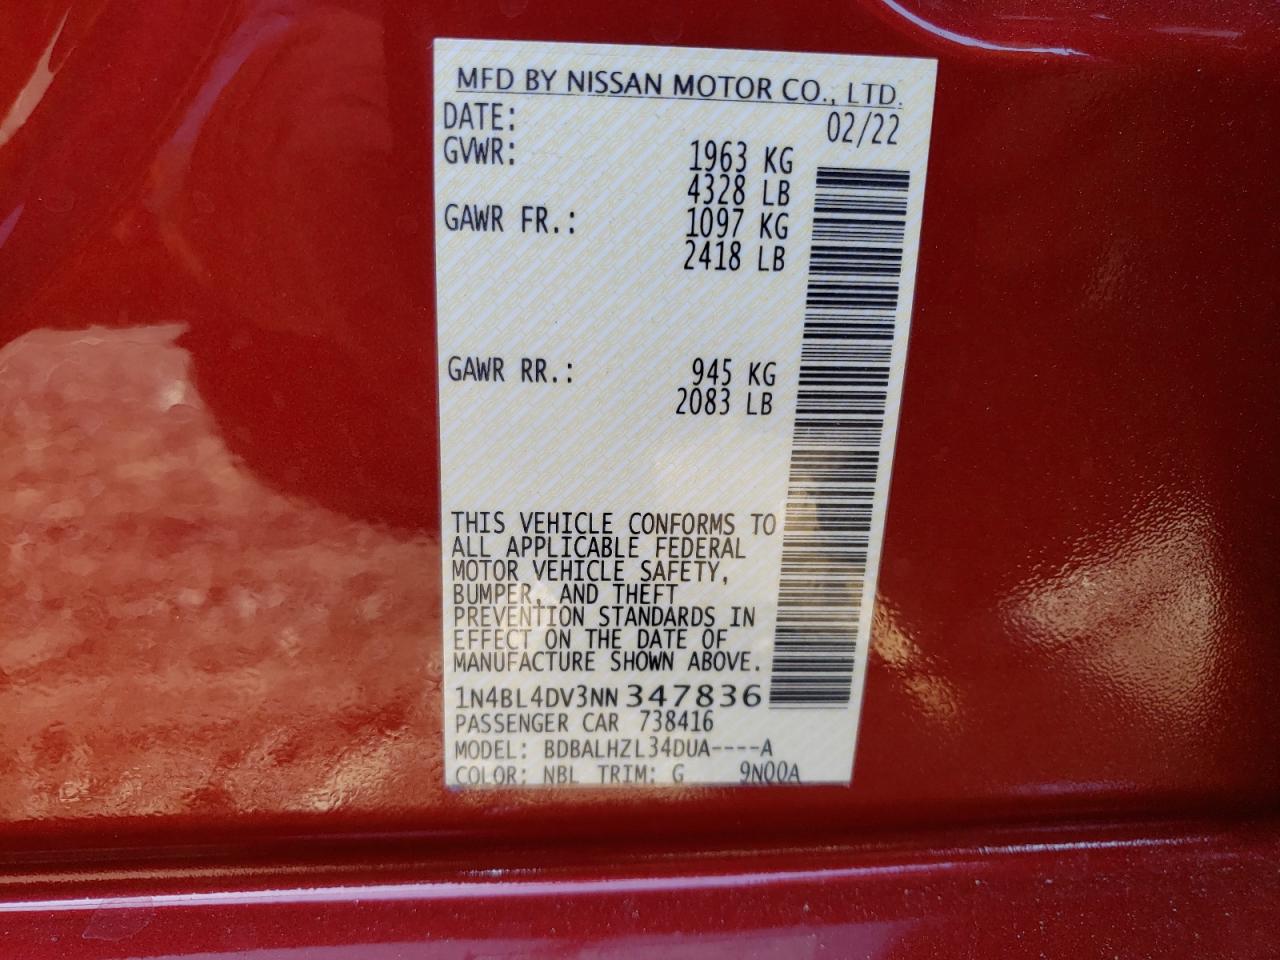 MFD BY NISSAN MOTOR CO., LTD.
DATE: 02/22
GVWR: 1963 KG
4328 LB
GAWR FR.: 1097 KG
2418 LB
GAWR RR.: 945 KG
2083 LB
THIS VEHICLE CONFORMS TO
ALL APPLICABLE FEDERAL
MOTOR VEHICLE SAFETY,
BUMPER, AND THEFT
PREVENTION STANDARDS IN
EFFECT ON THE DATE OF
MANUFACTURE SHOWN ABOVE.
1N4BL4DV3NN347836
PASSENGER CAR 738416
MODEL: BDBALHZL34DUA----A
COLOR: NBL TRIM: G 9N00A